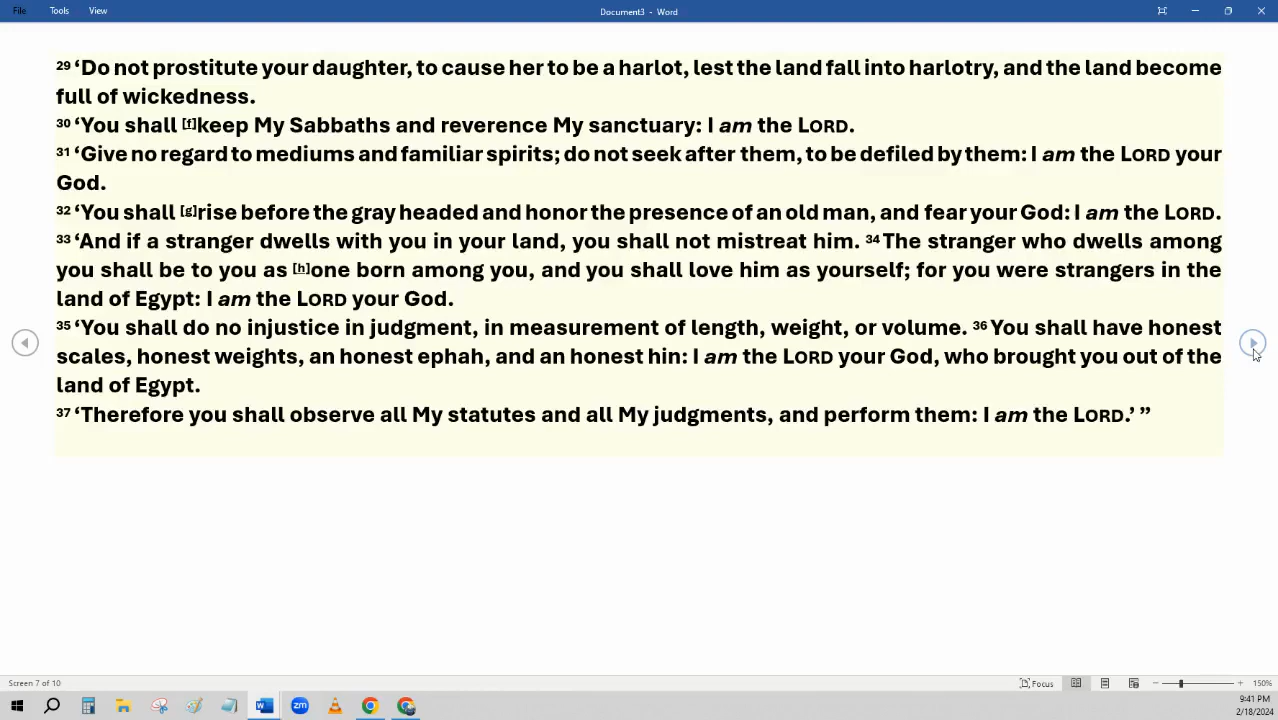 File Tools View Document3 - Word
29 ‘Do not prostitute your daughter, to cause her to be a harlot, lest the land fall into harlotry, and the land become
full of wickedness.
30 ‘You shall [f]keep My Sabbaths and reverence My sanctuary: I am the LORD.
31 ‘Give no regard to mediums and familiar spirits; do not seek after them, to be defiled by them: I am the LORD your
God.
32 ‘You shall [g]rise before the gray headed and honor the presence of an old man, and fear your God: I am the LORD.
33 ‘And if a stranger dwells with you in your land, you shall not mistreat him. 34 The stranger who dwells among
you shall be to you as [h]one born among you, and you shall love him as yourself; for you were strangers in the
land of Egypt: I am the LORD your God.
35 ‘You shall do no injustice in judgment, in measurement of length, weight, or volume. 36 You shall have honest
scales, honest weights, an honest ephah, and an honest hin: I am the LORD your God, who brought you out of the
land of Egypt.
37 ‘Therefore you shall observe all My statutes and all My judgments, and perform them: I am the LORD.’ ”
Screen 7 of 10 Focus 150%
zm
9:41 PM
2/18/2024